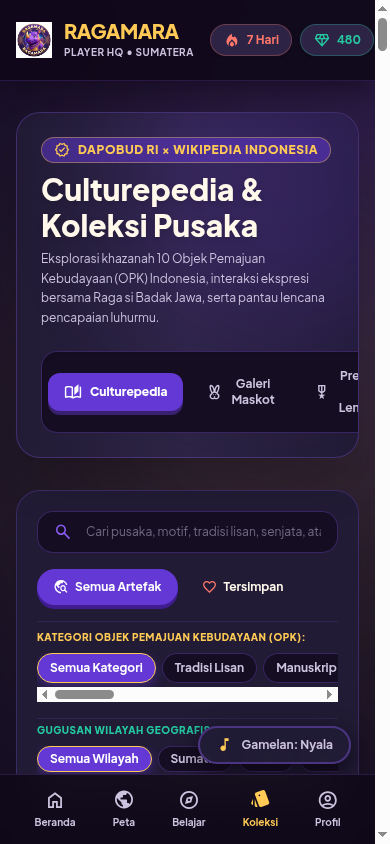 RAGAMARA
PLAYER HQ • SUMATERA
7 Hari
480
DAPOBUD RI × WIKIPEDIA INDONESIA
Culturepedia &
Koleksi Pusaka
Eksplorasi khazanah 10 Objek Pemajuan
Kebudayaan (OPK) Indonesia, interaksi ekspresi
bersama Raga si Badak Jawa, serta pantau lencana
pencapaian luhurmu.
Culturepedia
Galeri
Maskot
Cari pusaka, motif, tradisi lisan, senjata,
Semua Artefak
Tersimpan
KATEGORI OBJEK PEMAJUAN KEBUDAYAAN (OPK):
Semua Kategori
Tradisi Lisan
Manuskrip
GUGUSAN WILAYAH
Semua Wilayah
Gamelan: Nyala
Beranda
Peta
Belajar
Koleksi
Profil